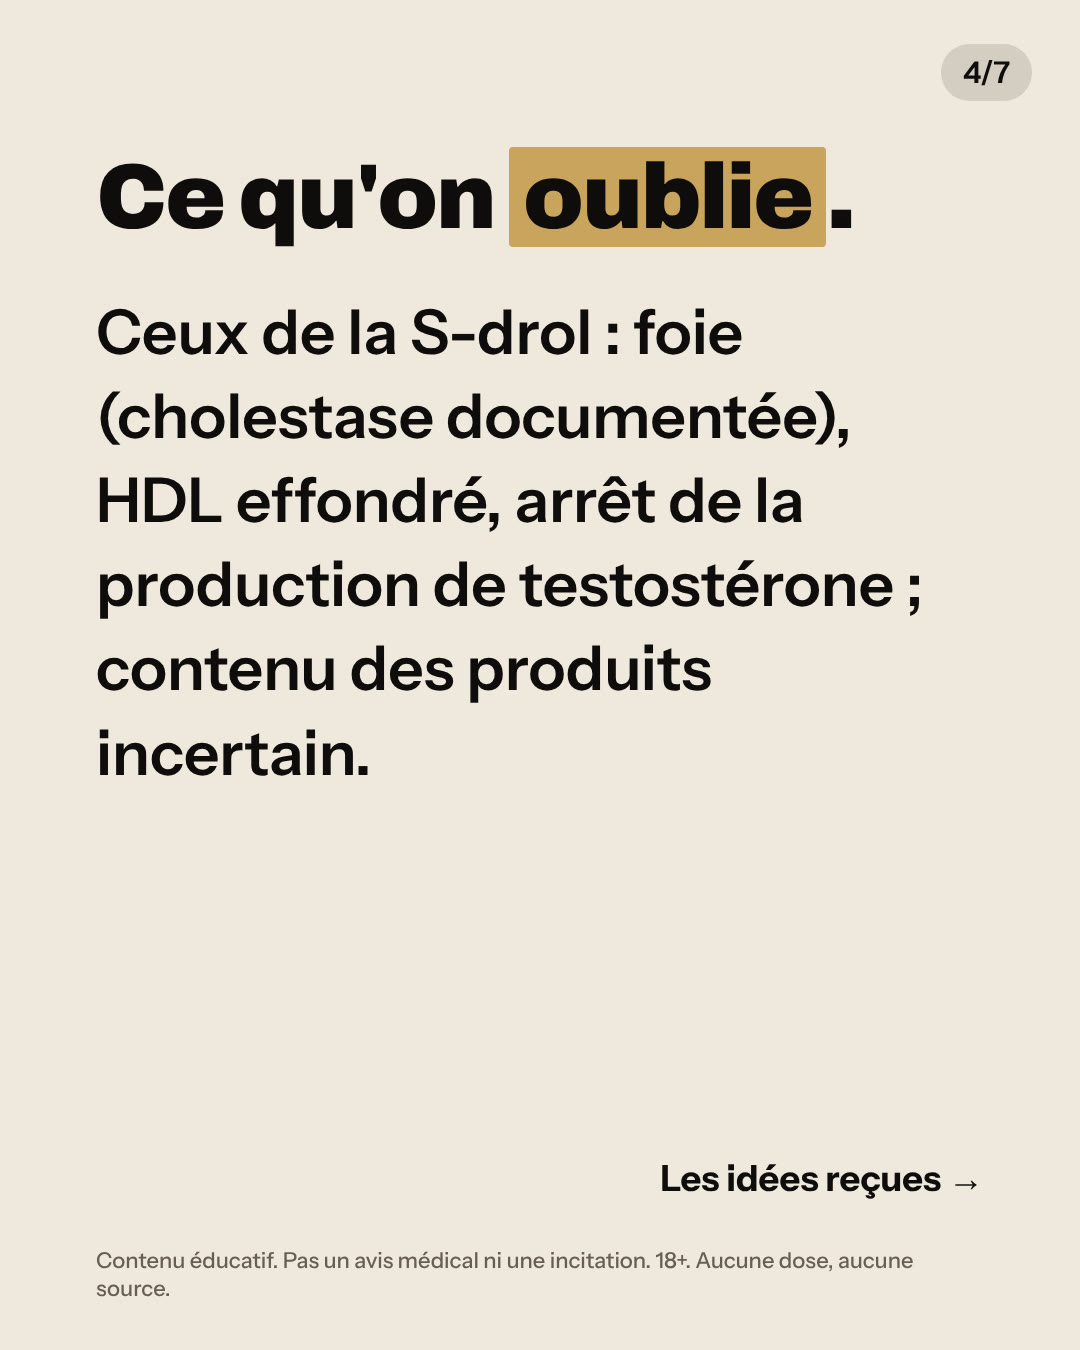 4/7
Ce qu'on oublie.
Ceux de la S-drol : foie
(cholestase documentée),
HDL effondré, arrêt de la
production de testostérone ;
contenu des produits
incertain.
Les idées reçues →
Contenu éducatif. Pas un avis médical ni une incitation. 18+. Aucune dose, aucune
source.